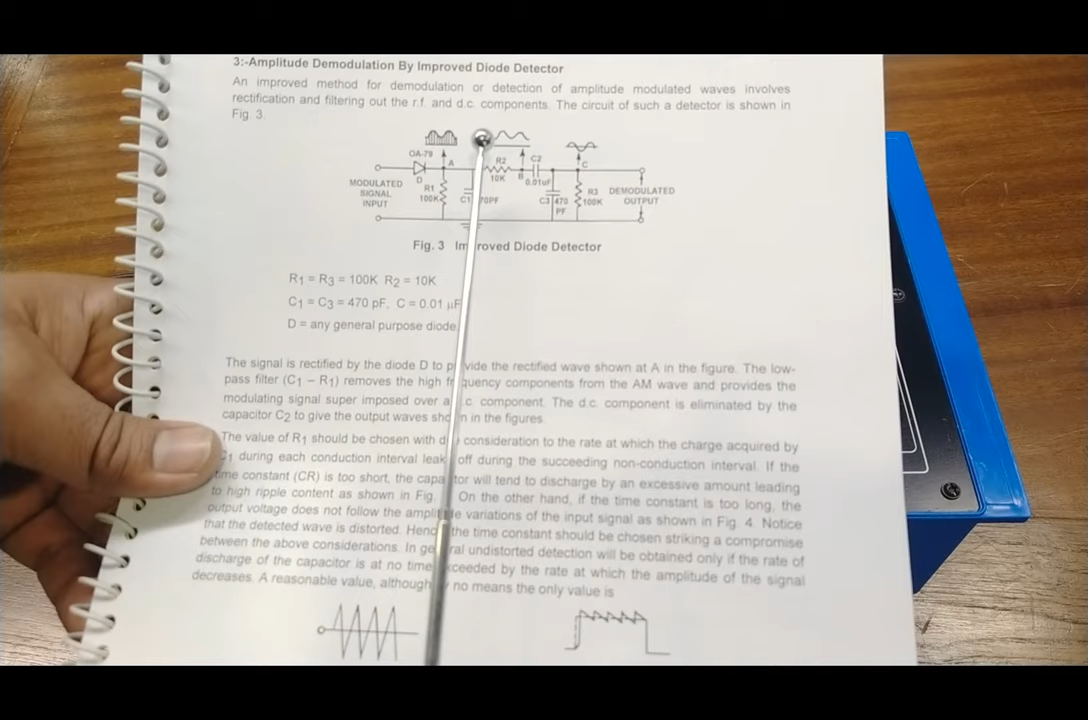 3:-Amplitude Demodulation By Improved Diode Detector
An improved method for demodulation or detection of amplitude modulated waves involves
rectification and filtering out the r.f. and d.c. components. The circuit of such a detector is shown in
Fig 3.
OA-79
A
D
R1
100K
C1
70PF
R2
10K
B
C2
0.01uF
C
C3
470
PF
R3
100K
MODULATED
SIGNAL
INPUT
DEMODULATED
OUTPUT
Fig. 3 Im roved Diode Detector
R1 = R3 = 100K R2 = 10K
C1 = C3 = 470 pF, C = 0.01 µF
D = any general purpose diode
The signal is rectified by the diode D to p vide the rectified wave shown at A in the figure. The low-
pass filter (C1 – R1) removes the high fr quency components from the AM wave and provides the
modulating signal super imposed over a .c component. The d.c. component is eliminated by the
capacitor C2 to give the output waves sho n in the figures.
The value of R1 should be chosen with d consideration to the rate at which the charge acquired by
C1 during each conduction interval leak off during the succeeding non-conduction interval. If the
time constant (CR) is too short, the capa tor will tend to discharge by an excessive amount leading
to high ripple content as shown in Fig. On the other hand, if the time constant is too long, the
output voltage does not follow the amplit e variations of the input signal as shown in Fig. 4. Notice
that the detected wave is distorted. Henc the time constant should be chosen striking a compromise
between the above considerations. In ge ral undistorted detection will be obtained only if the rate of
discharge of the capacitor is at no time xceeded by the rate at which the amplitude of the signal
decreases. A reasonable value, although y no means the only value is